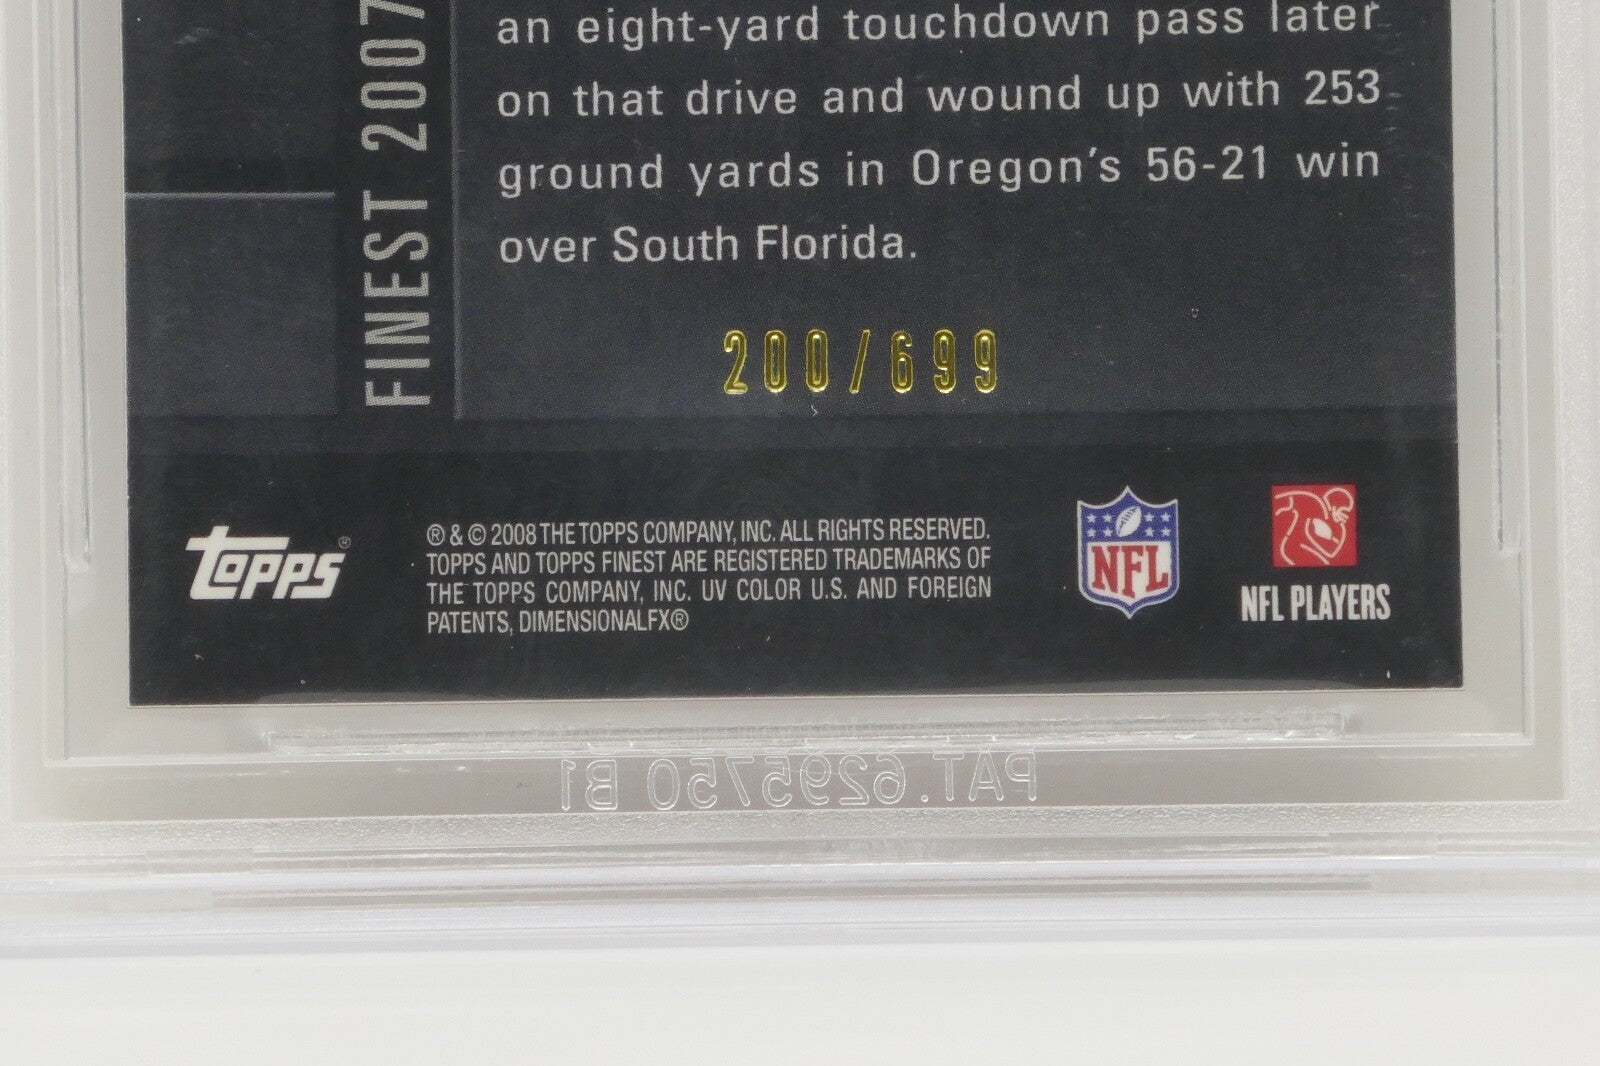 an eight-yard touchdown pass later
on that drive and wound up with 253
ground yards in Oregon's 56-21 win
over South Florida.
FINEST 2007
200/699
Topps®
® & © 2008 THE TOPPS COMPANY, INC. ALL RIGHTS RESERVED.
TOPPS AND TOPPS FINEST ARE REGISTERED TRADEMARKS OF
THE TOPPS COMPANY, INC. UV COLOR U.S. AND FOREIGN
PATENTS, DIMENSIONALFX®
NFL
NFL PLAYERS
PAT.6295750 B1